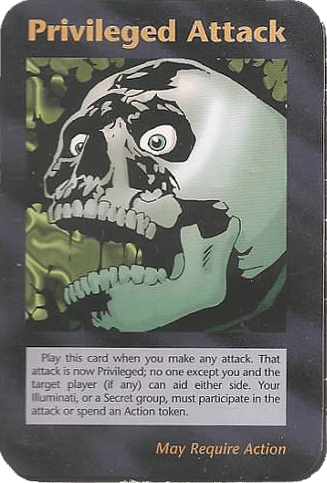 Privileged Attack
Play this card when you make any attack. That
attack is now Privileged; no one except you and the
target player (if any) can aid either side. Your
Illuminati, or a Secret group, must participate in the
attack or spend an Action token.
May Require Action